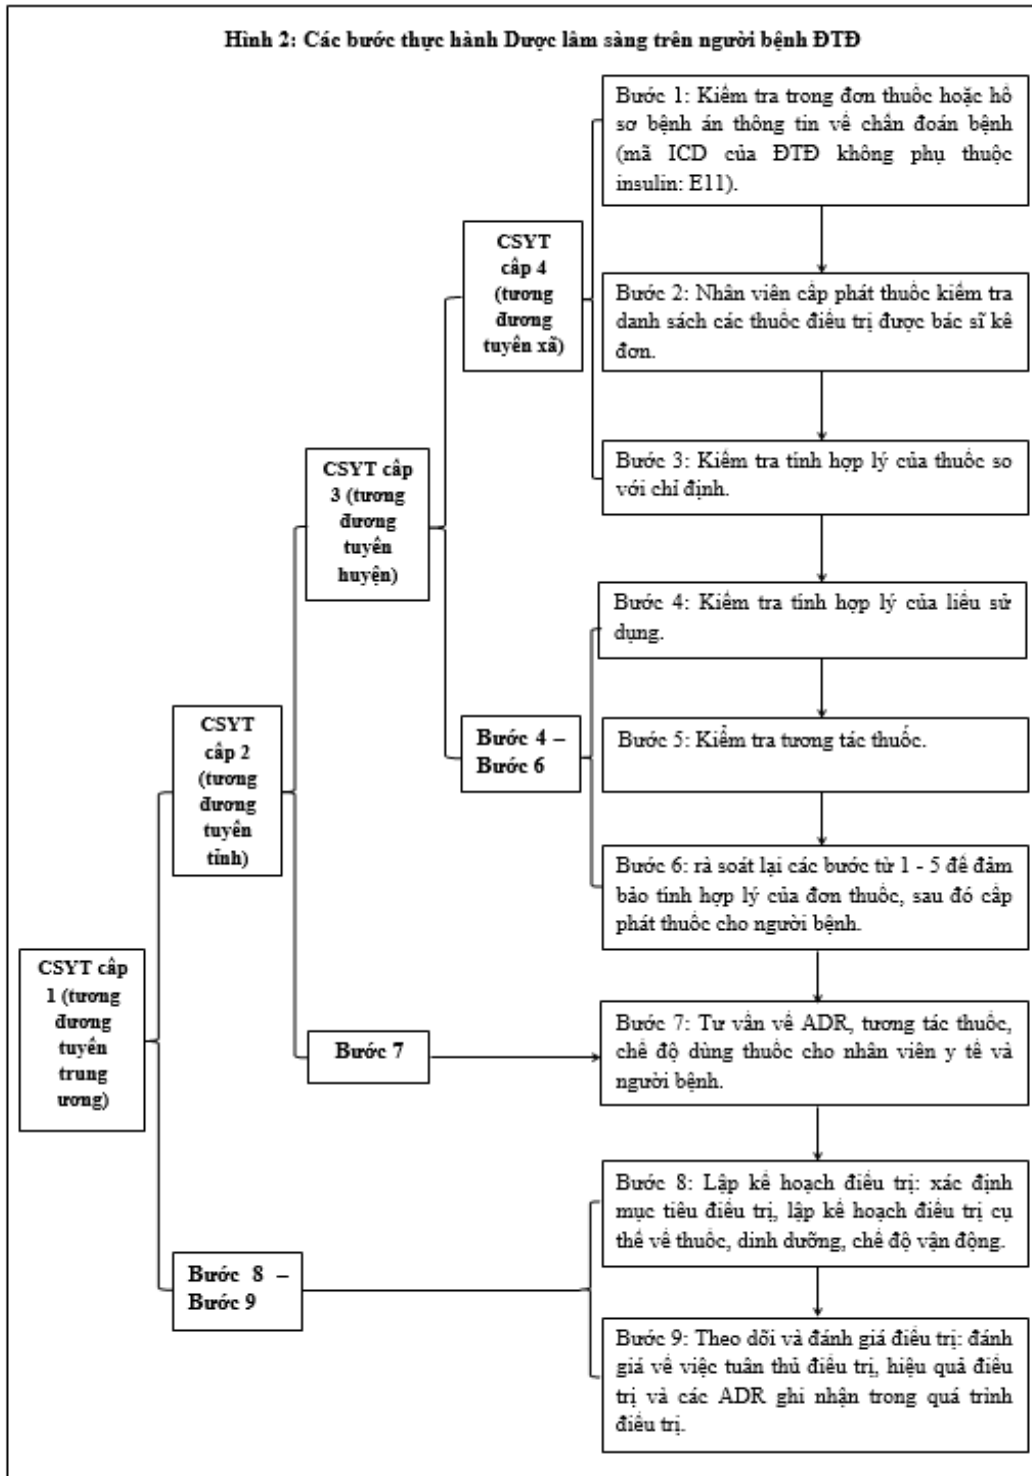 Hình 2: Các bước thực hành Dược lâm sàng trên người bệnh ĐTĐ
Bước 1: Kiểm tra trong đơn thuốc hoặc hồ
sơ bệnh án thông tin về chẩn đoán bệnh
(mã ICD của ĐTĐ không phụ thuộc
insulin: E11).
CSYT
cấp 4
(tương
đương
tuyến xã)
Bước 2: Nhân viên cấp phát thuốc kiểm tra
danh sách các thuốc điều trị được bác sĩ kê
đơn.
Bước 3: Kiểm tra tính hợp lý của thuốc so
với chỉ định.
CSYT cấp
3 (tương
đương
tuyến
huyện)
Bước 4: Kiểm tra tính hợp lý của liều sử
dụng.
Bước 4 –
Bước 6
Bước 5: Kiểm tra tương tác thuốc.
CSYT
cấp 2
(tương
đương
tuyến
tỉnh)
Bước 6: rà soát lại các bước từ 1 - 5 để đảm
bảo tính hợp lý của đơn thuốc, sau đó cấp
phát thuốc cho người bệnh.
CSYT cấp
1 (tương
đương
tuyến
trung
ương)
Bước 7
Bước 7: Tư vấn về ADR, tương tác thuốc,
chế độ dùng thuốc cho nhân viên y tế và
người bệnh.
Bước 8 –
Bước 9
Bước 8: Lập kế hoạch điều trị: xác định
mục tiêu điều trị, lập kế hoạch điều trị cụ
thể về thuốc, dinh dưỡng, chế độ vận động.
Bước 9: Theo dõi và đánh giá điều trị: đánh
giá về việc tuân thủ điều trị, hiệu quả điều
trị và các ADR ghi nhận trong quá trình
điều trị.